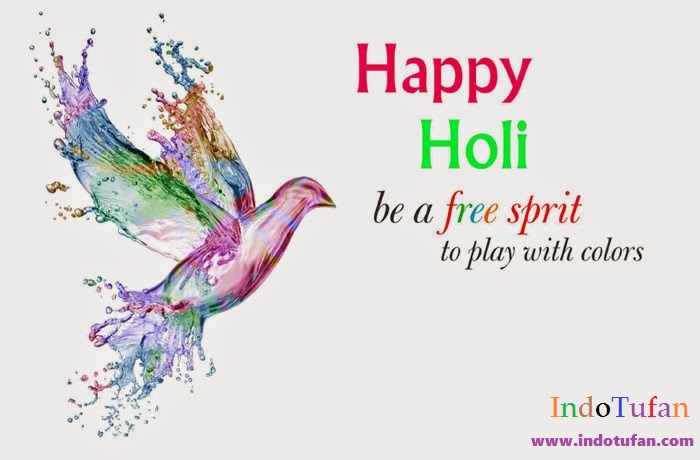 Happy
Holi
be a free sprit
to play with colors
IndoTufan
www.indotufan.com